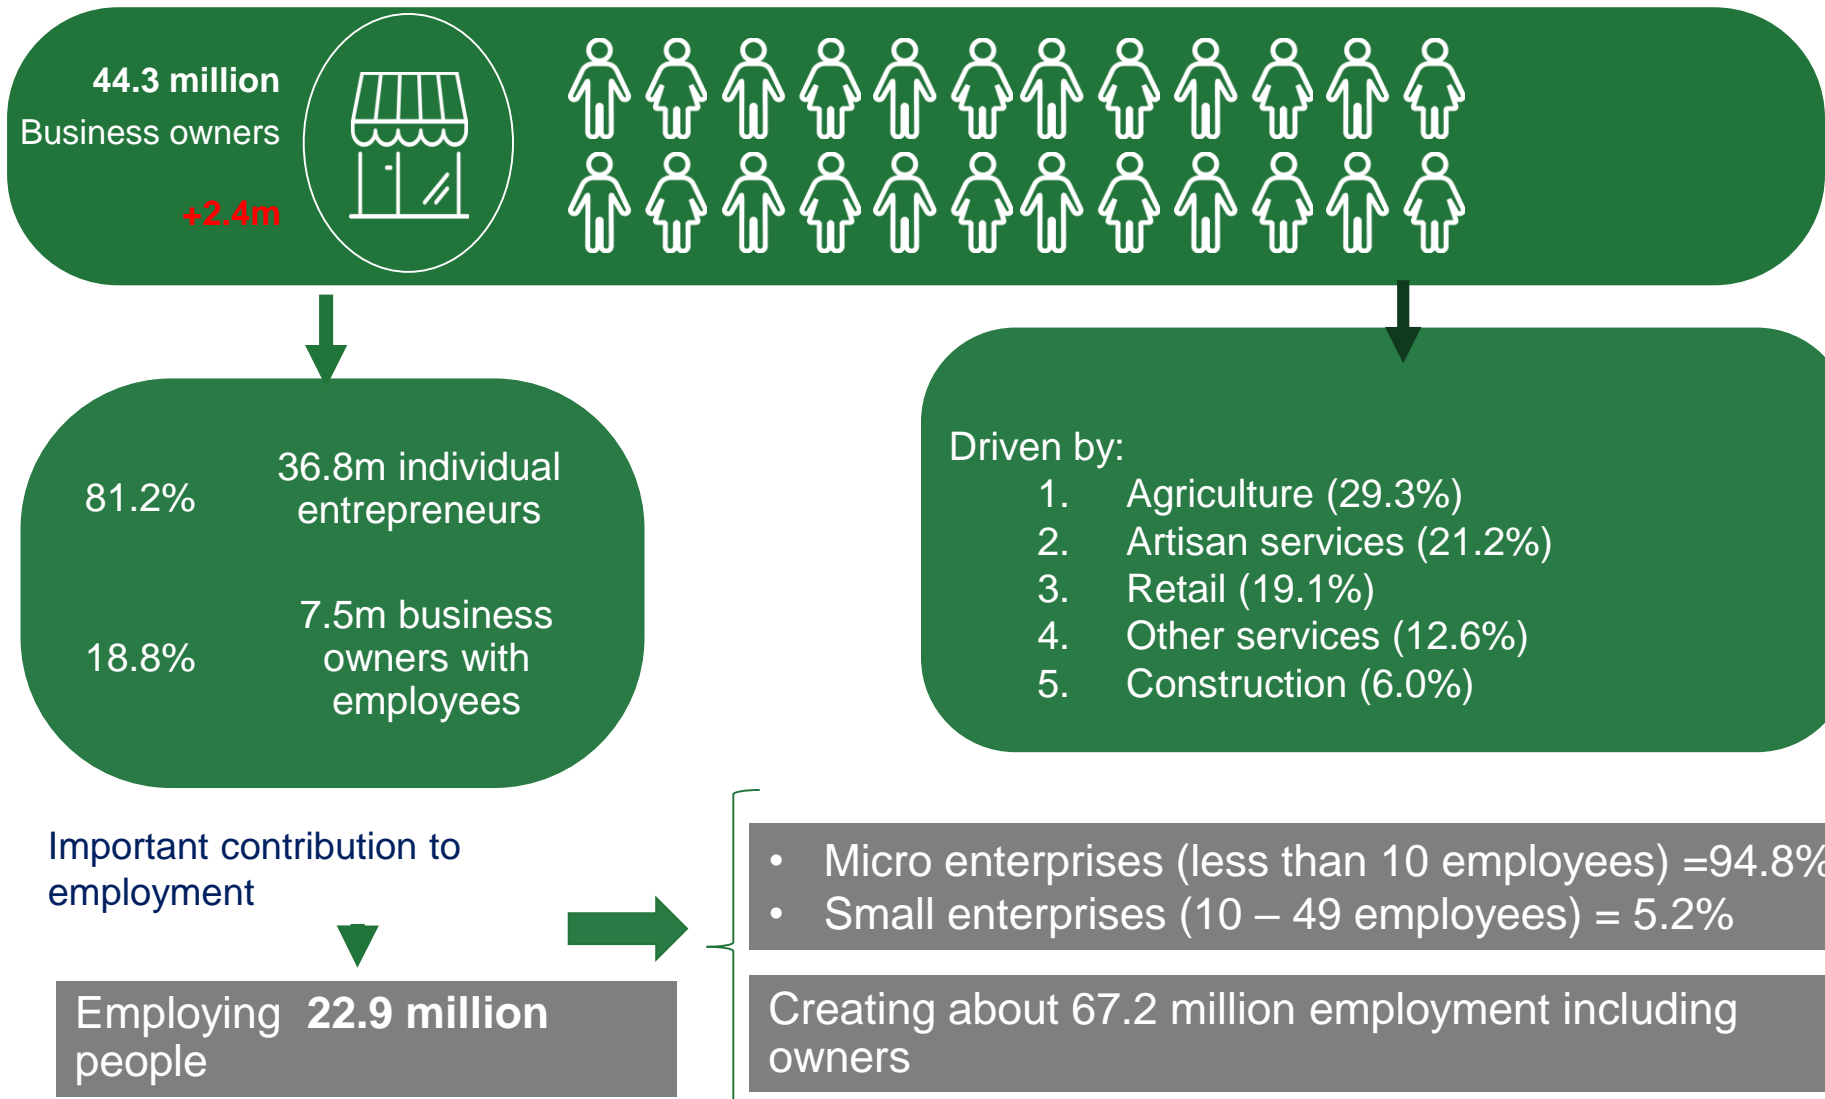 44.3 million
Business owners
+2.4m
81.2%
36.8m individual
entrepreneurs
18.8%
7.5m business
owners with
employees
Driven by:
1. Agriculture (29.3%)
2. Artisan services (21.2%)
3. Retail (19.1%)
4. Other services (12.6%)
5. Construction (6.0%)
Important contribution to
employment
Employing 22.9 million
people
• Micro enterprises (less than 10 employees) =94.8%
• Small enterprises (10 – 49 employees) = 5.2%
Creating about 67.2 million employment including
owners